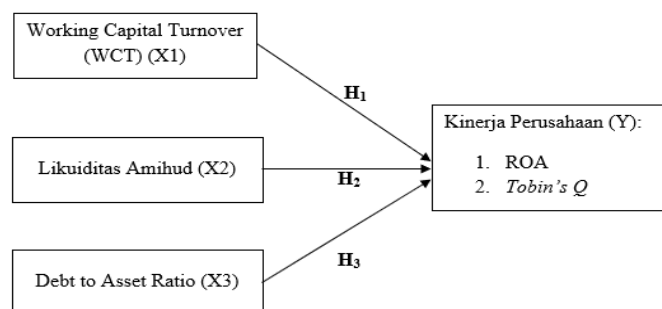 Working Capital Turnover
(WCT) (X1)
H1
Kinerja Perusahaan (Y):
1. ROA
2. Tobin's Q
Likuiditas Amihud (X2)
H2
H3
Debt to Asset Ratio (X3)